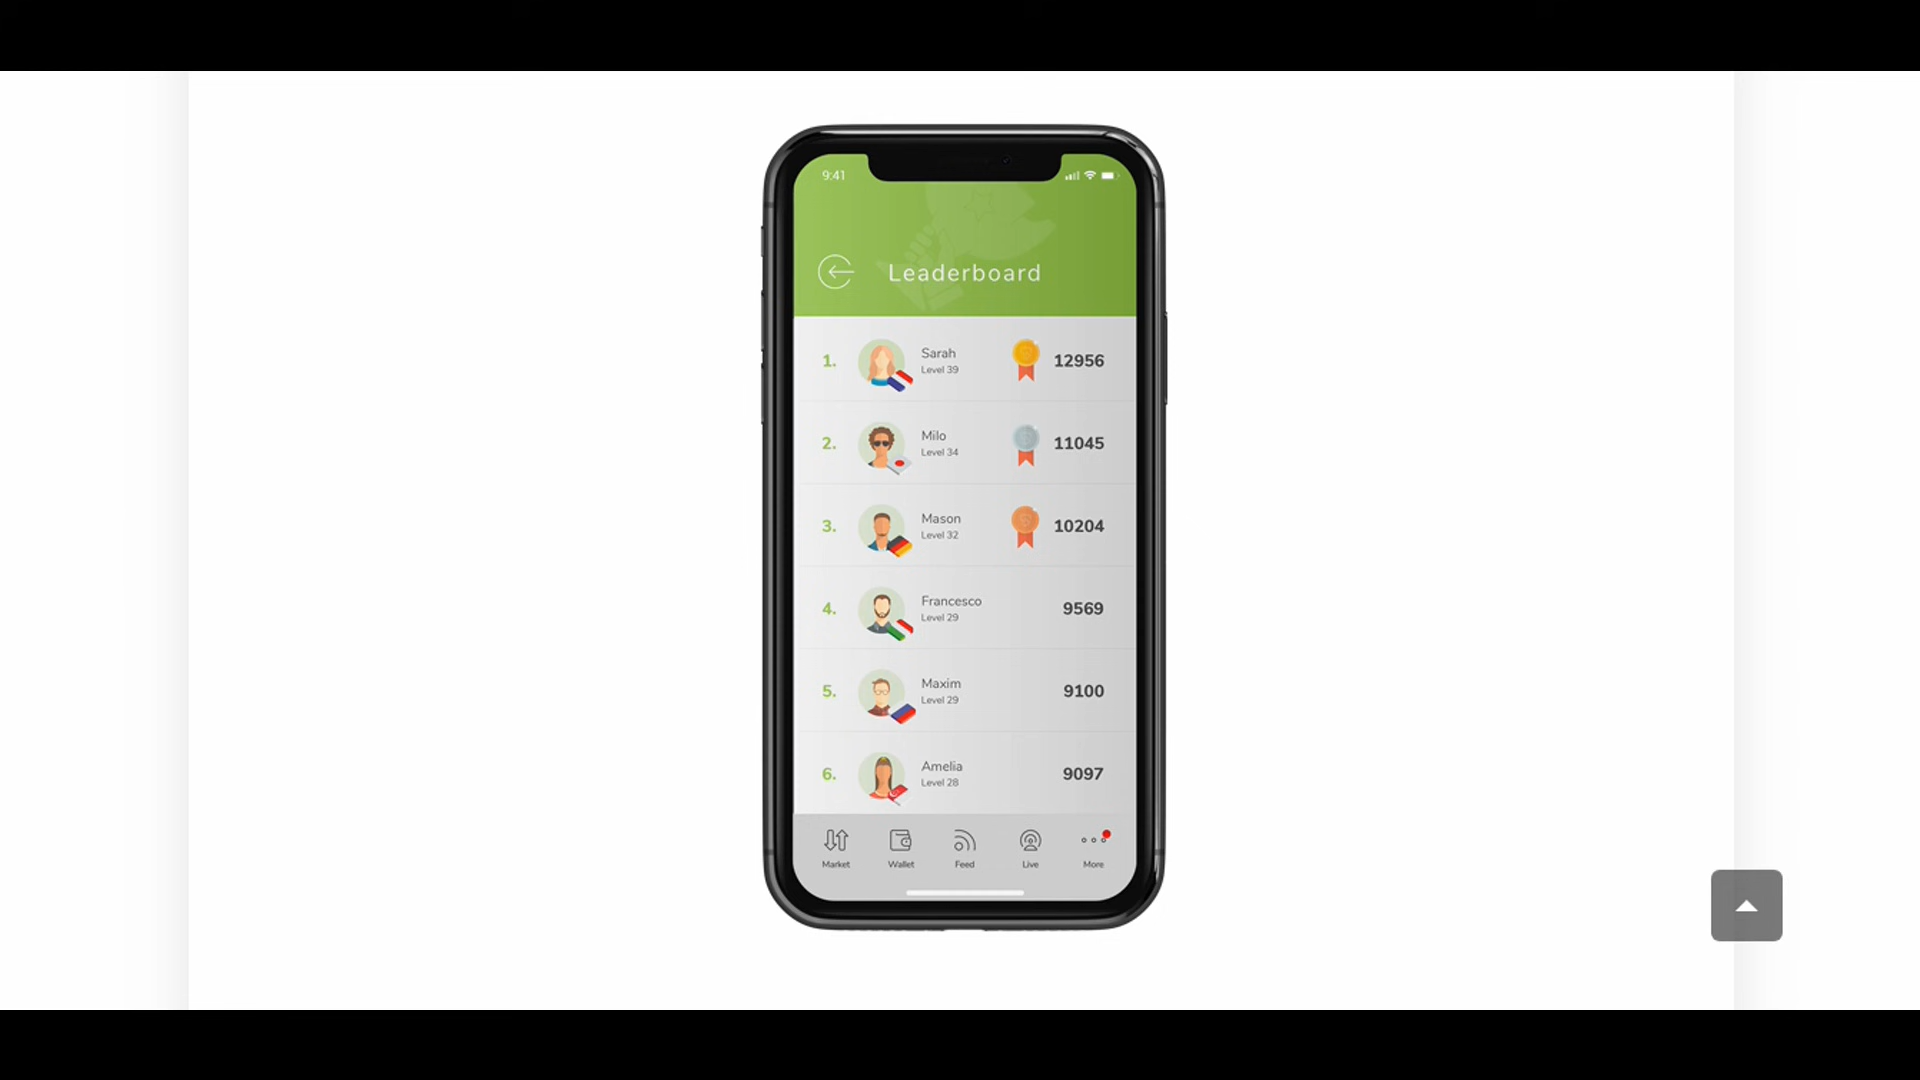 9:41
Leaderboard
1. Sarah 12956
Level 39
2. Milo 11045
Level 34
3. Mason 10204
Level 32
4. Francesco 9569
Level 29
5. Maxim 9100
Level 29
6. Amelia 9097
Level 28
Market Wallet Feed Live More